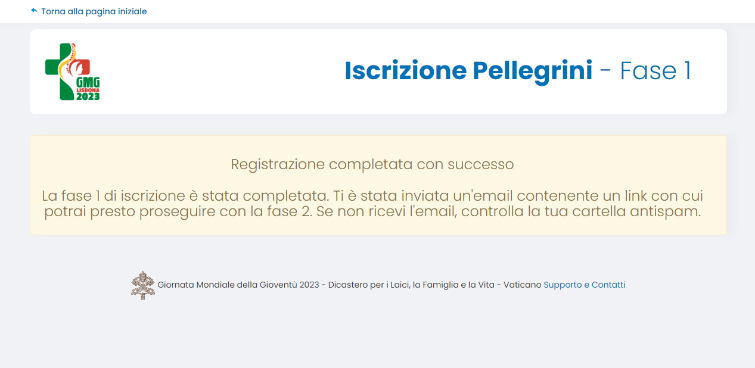 Torna alla pagina iniziale
GMG
LISBONA
2023
Iscrizione Pellegrini - Fase 1
Registrazione completata con successo
La fase 1 di iscrizione è stata completata. Ti è stata inviata un'email contenente un link con cui
potrai presto proseguire con la fase 2. Se non ricevi l'email, controlla la tua cartella antispam.
Giornata Mondiale della Gioventù 2023 - Dicastero per i Laici, la Famiglia e la Vita - Vaticano Supporto e Contatti